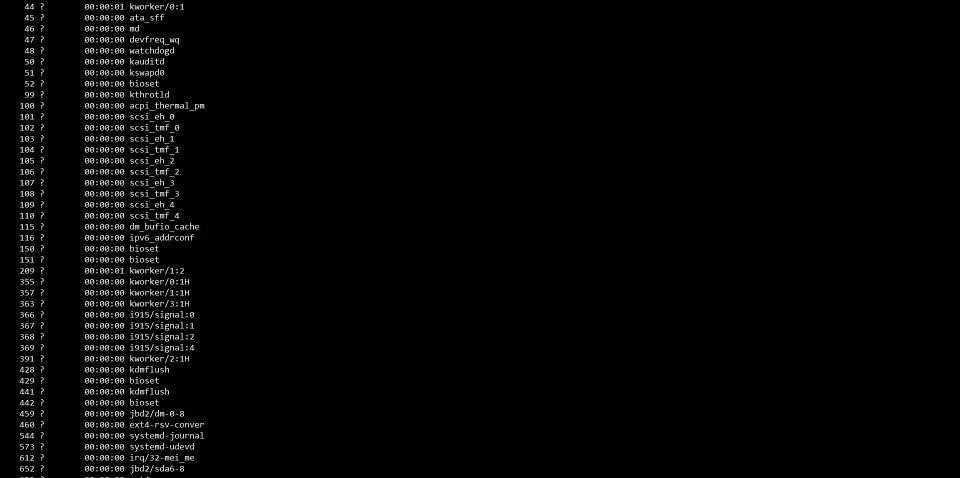 44 ? 00:00:01 kworker/0:1
45 ? 00:00:00 ata_sff
46 ? 00:00:00 md
47 ? 00:00:00 devfreq_wq
48 ? 00:00:00 watchdogd
50 ? 00:00:00 kauditd
51 ? 00:00:00 kswapd0
52 ? 00:00:00 bioset
99 ? 00:00:00 kthrotld
100 ? 00:00:00 acpi_thermal_pm
101 ? 00:00:00 scsi_eh_0
102 ? 00:00:00 scsi_tmf_0
103 ? 00:00:00 scsi_eh_1
104 ? 00:00:00 scsi_tmf_1
105 ? 00:00:00 scsi_eh_2
106 ? 00:00:00 scsi_tmf_2
107 ? 00:00:00 scsi_eh_3
108 ? 00:00:00 scsi_tmf_3
109 ? 00:00:00 scsi_eh_4
110 ? 00:00:00 scsi_tmf_4
115 ? 00:00:00 dm_bufio_cache
116 ? 00:00:00 ipv6_addrconf
150 ? 00:00:00 bioset
151 ? 00:00:00 bioset
209 ? 00:00:01 kworker/1:2
355 ? 00:00:00 kworker/0:1H
357 ? 00:00:00 kworker/1:1H
363 ? 00:00:00 kworker/3:1H
366 ? 00:00:00 i915/signal:0
367 ? 00:00:00 i915/signal:1
368 ? 00:00:00 i915/signal:2
369 ? 00:00:00 i915/signal:4
391 ? 00:00:00 kworker/2:1H
428 ? 00:00:00 kdmflush
429 ? 00:00:00 bioset
441 ? 00:00:00 kdmflush
442 ? 00:00:00 bioset
459 ? 00:00:00 jbd2/dm-0-8
460 ? 00:00:00 ext4-rsv-conver
544 ? 00:00:00 systemd-journal
573 ? 00:00:00 systemd-udevd
612 ? 00:00:00 irq/32-mei_me
652 ? 00:00:00 jbd2/sda6-8